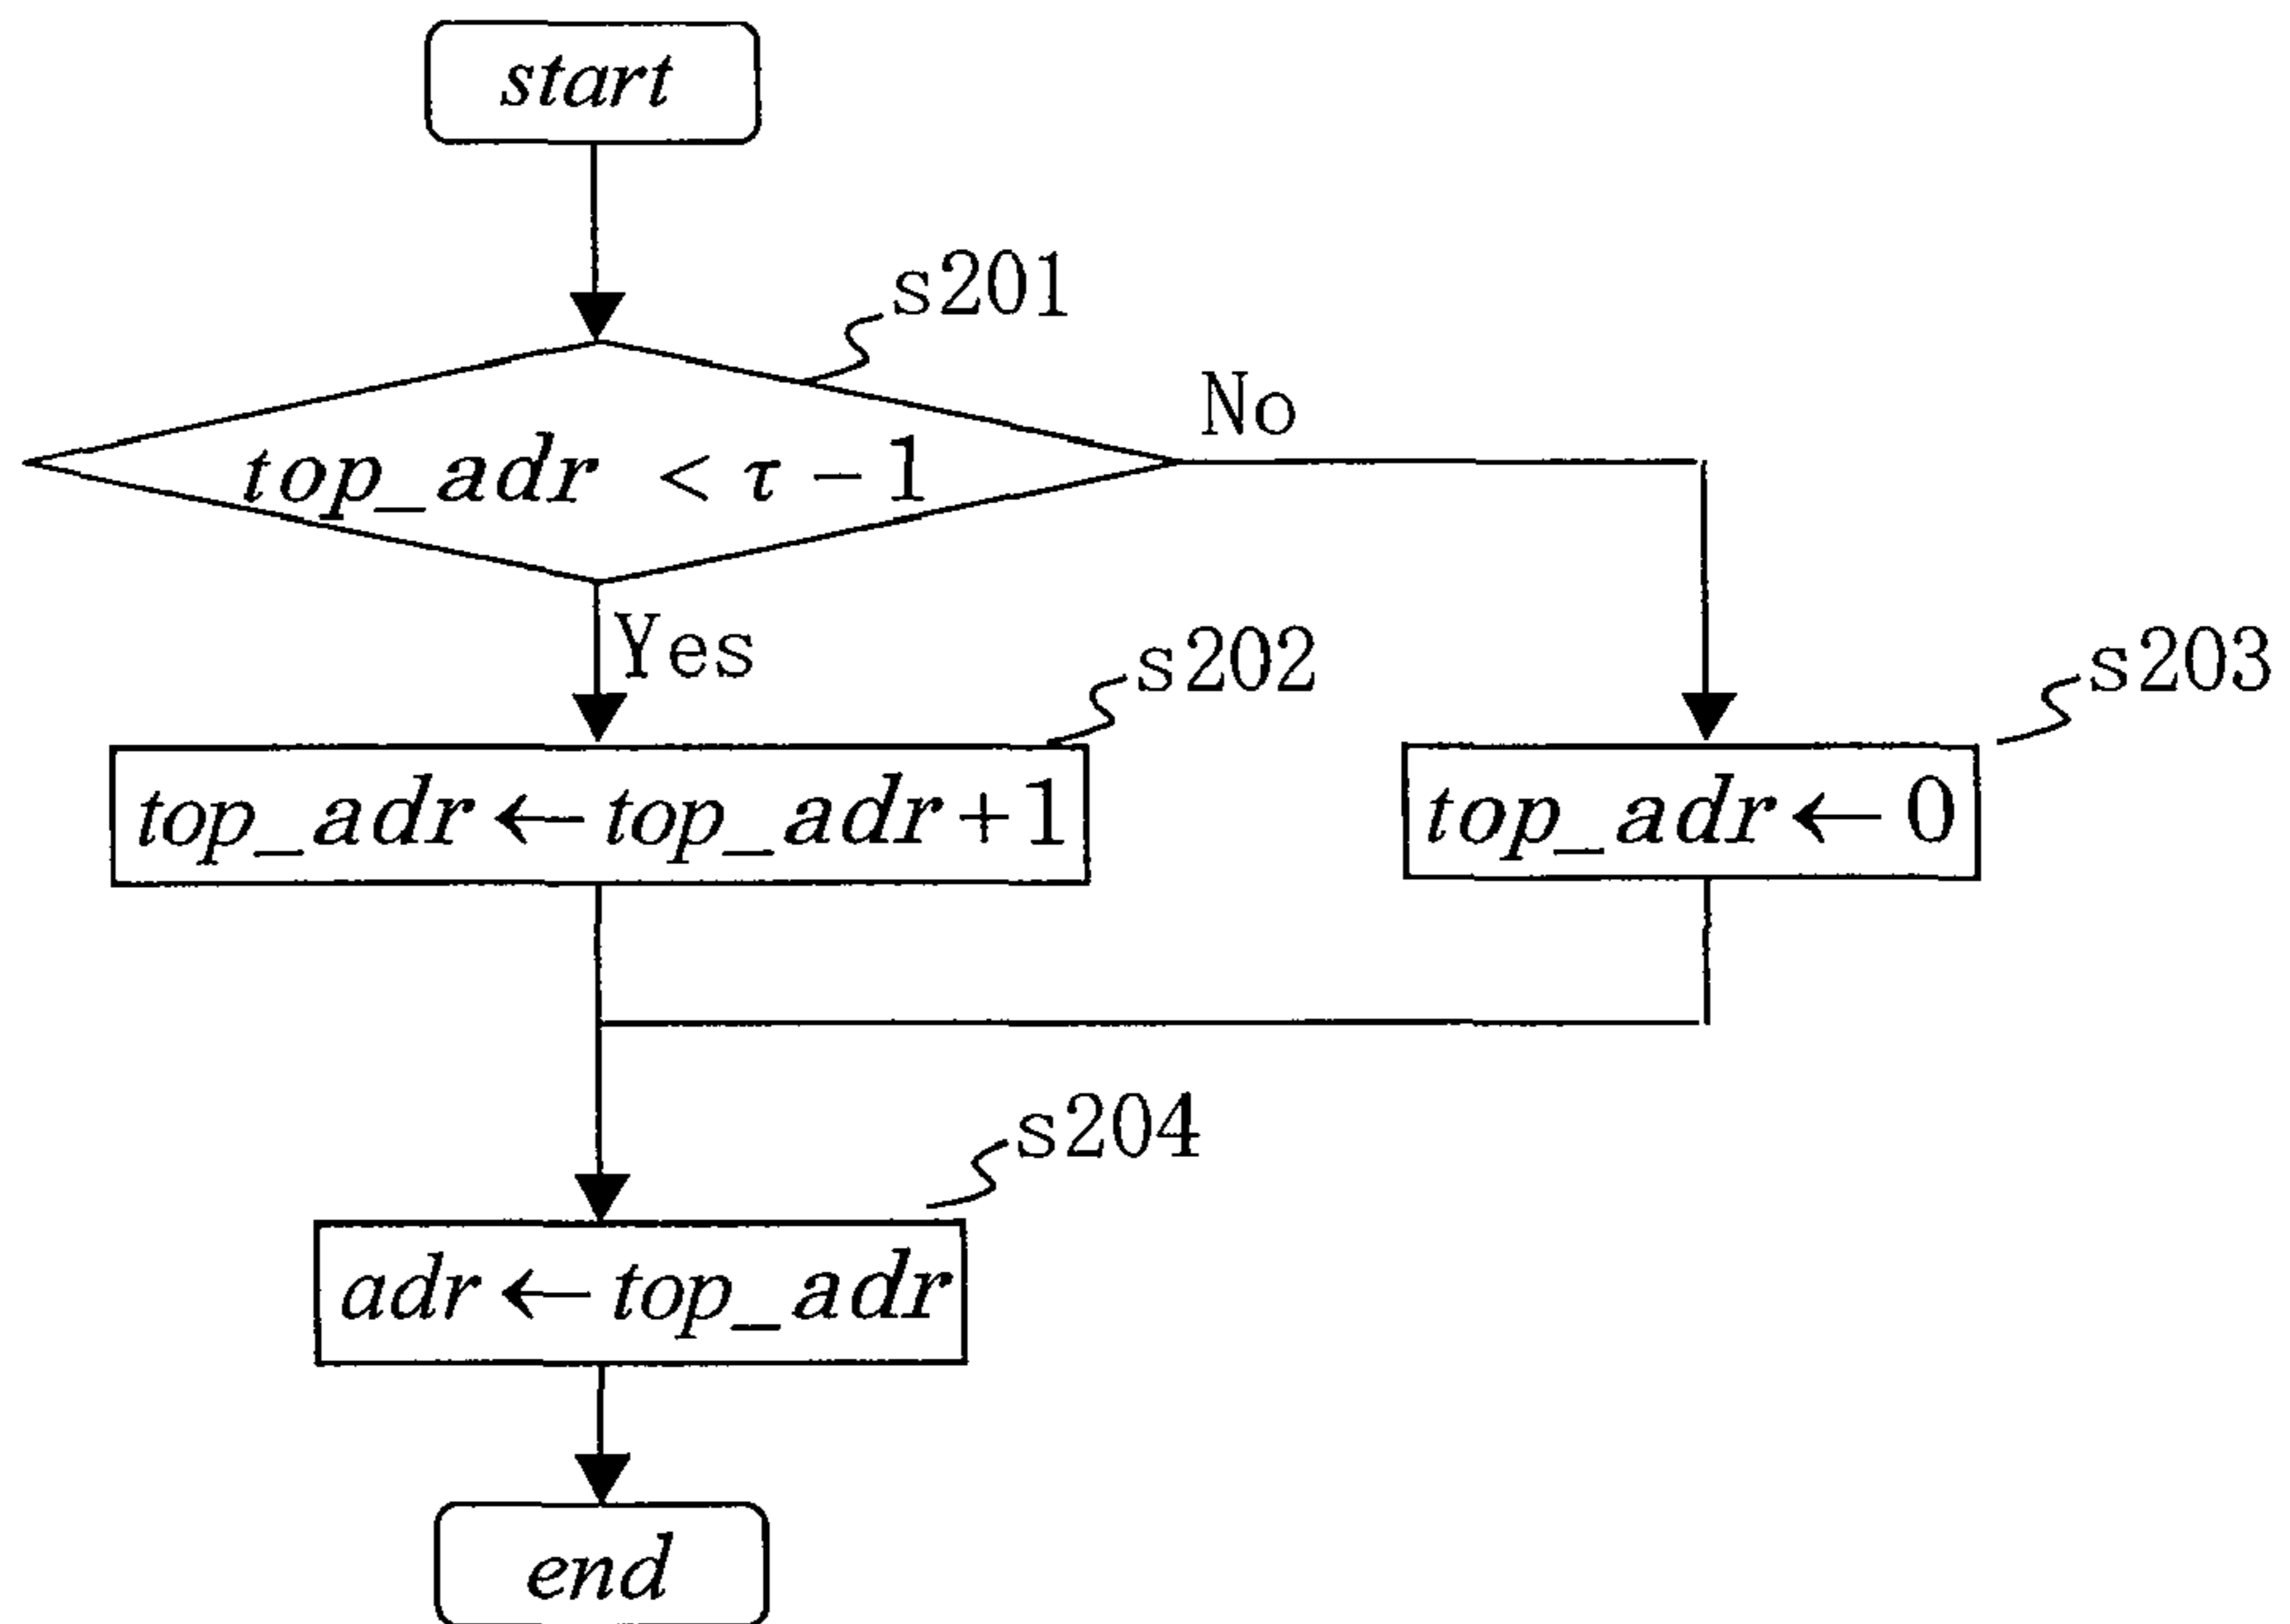 start
s201
No
top_adr < τ - 1
Yes
s202
s203
top_adr ← top_adr + 1
top_adr ← 0
s204
adr ← top_adr
end